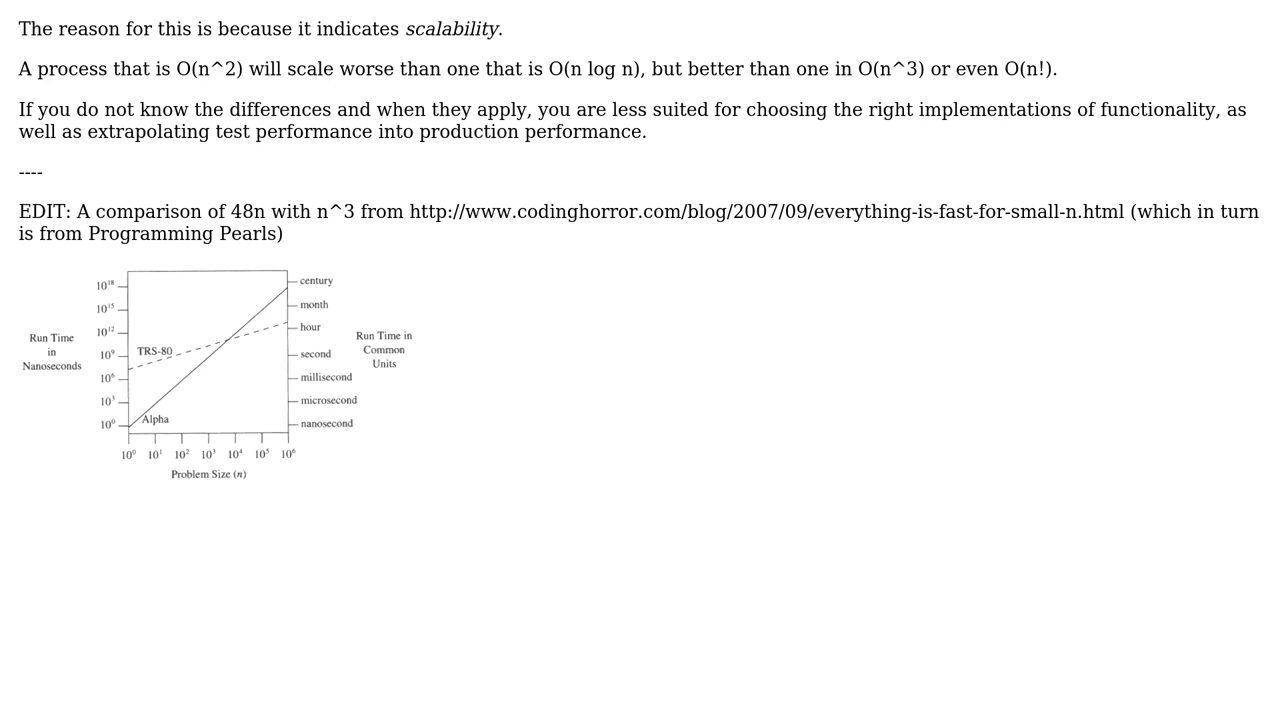 The reason for this is because it indicates scalability.
A process that is O(n^2) will scale worse than one that is O(n log n), but better than one in O(n^3) or even O(n!).
If you do not know the differences and when they apply, you are less suited for choosing the right implementations of functionality, as
well as extrapolating test performance into production performance.
----
EDIT: A comparison of 48n with n^3 from http://www.codinghorror.com/blog/2007/09/everything-is-fast-for-small-n.html (which in turn
is from Programming Pearls)
10¹⁸
10¹⁵
10¹²
10⁹
10⁶
10³
10⁰
Run Time
in
Nanoseconds
TRS-80
Alpha
century
month
hour
second
millisecond
microsecond
nanosecond
Run Time in
Common
Units
10⁰ 10¹ 10² 10³ 10⁴ 10⁵ 10⁶
Problem Size (n)